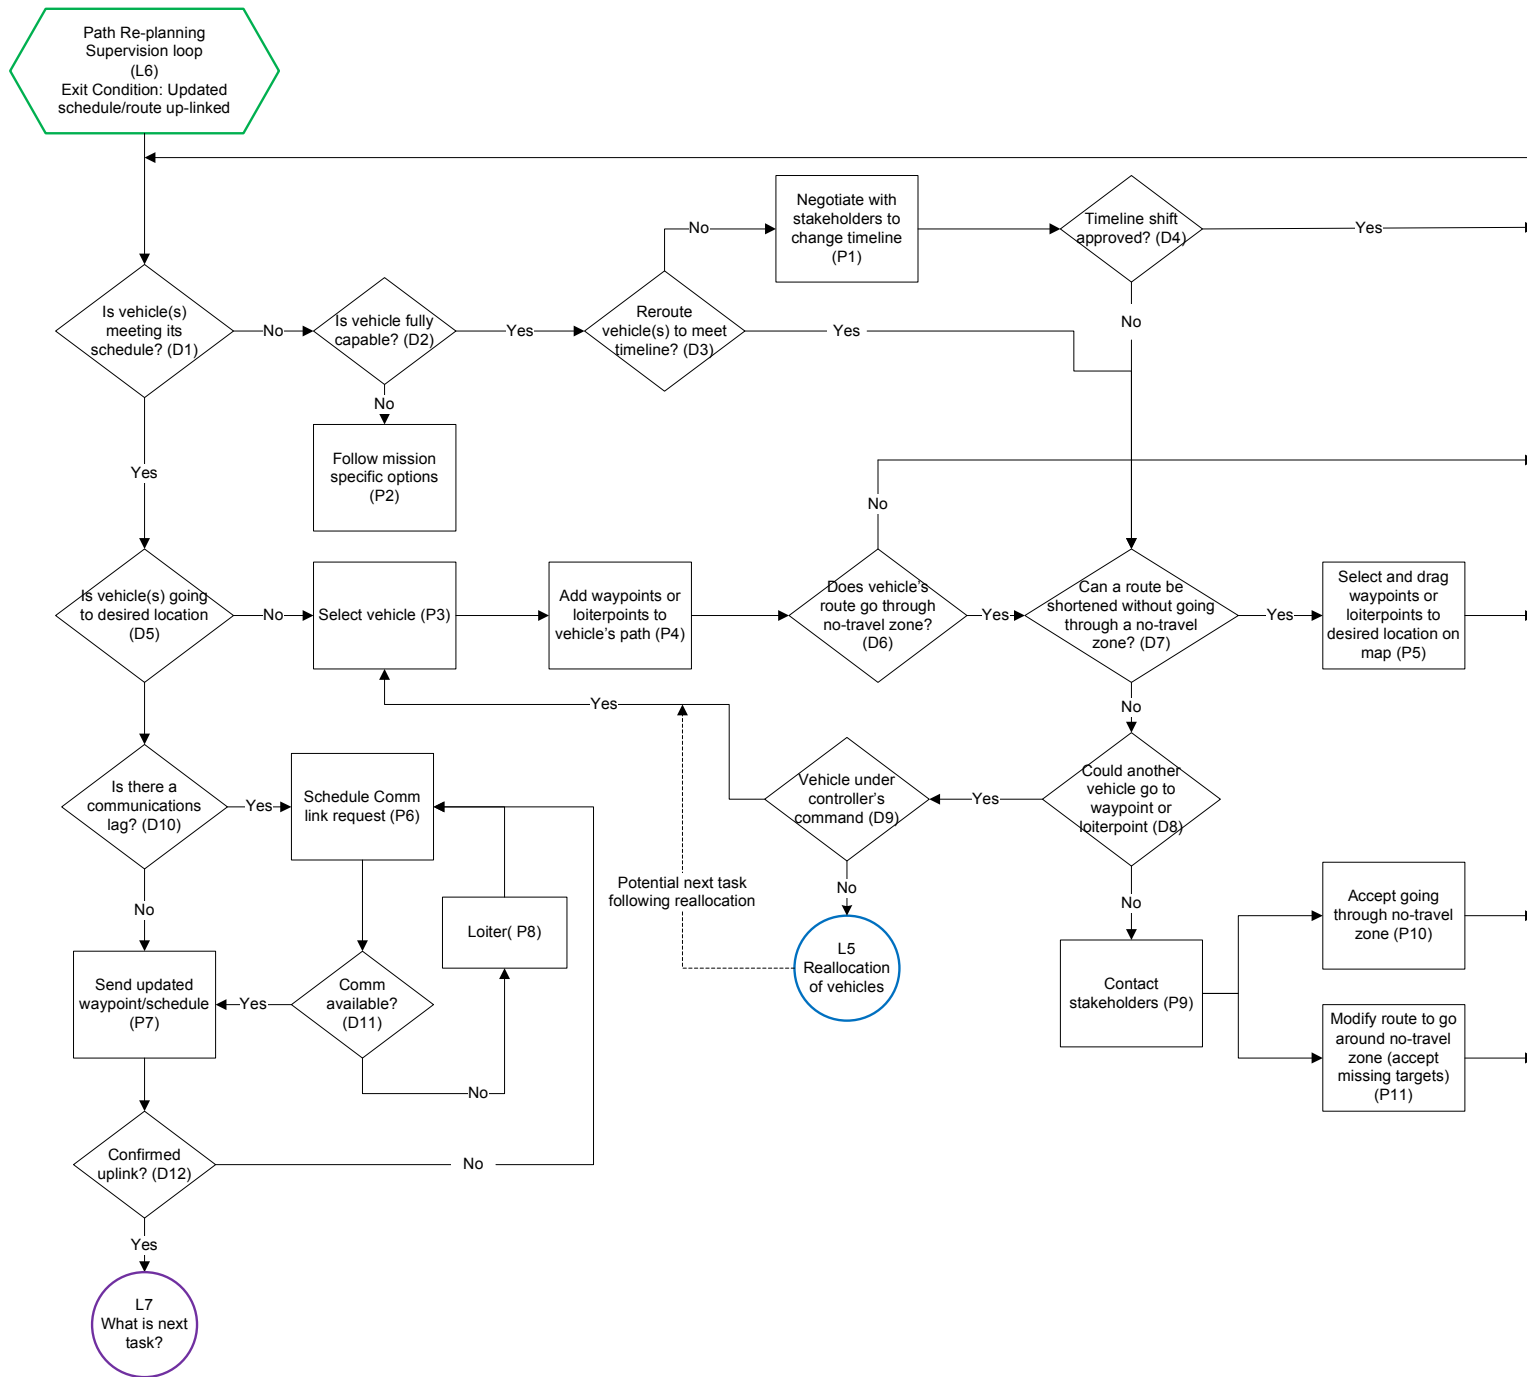 Path Re-planning
Supervision loop
(L6)
Exit Condition: Updated
schedule/route up-linked
Negotiate with
stakeholders to
change timeline
(P1)
No
Timeline shift
approved? (D4)
Yes
No
Is vehicle(s)
meeting its
schedule? (D1)
No
Is vehicle fully
capable? (D2)
Yes
Reroute
vehicle(s) to meet
timeline? (D3)
Yes
No
Follow mission
specific options
(P2)
Yes
No
Is vehicle(s) going
to desired location
(D5)
No
Select vehicle (P3)
Add waypoints or
loiterpoints to
vehicle's path (P4)
Does vehicle's
route go through
no-travel zone?
(D6)
Yes
Can a route be
shortened without going
through a no-travel
zone? (D7)
Yes
Select and drag
waypoints or
loiterpoints to
desired location on
map (P5)
Yes
No
Is there a
communications
lag? (D10)
Yes
Schedule Comm
link request (P6)
Vehicle under
controller's
command (D9)
Yes
Could another
vehicle go to
waypoint or
loiterpoint (D8)
Potential next task
following reallocation
No
No
No
Loiter( P8)
Accept going
through no-travel
zone (P10)
L5
Reallocation
of vehicles
Contact
stakeholders (P9)
Send updated
waypoint/schedule
(P7)
Yes
Comm
available?
(D11)
No
Modify route to go
around no-travel
zone (accept
missing targets)
(P11)
Confirmed
uplink? (D12)
No
Yes
L7
What is next
task?